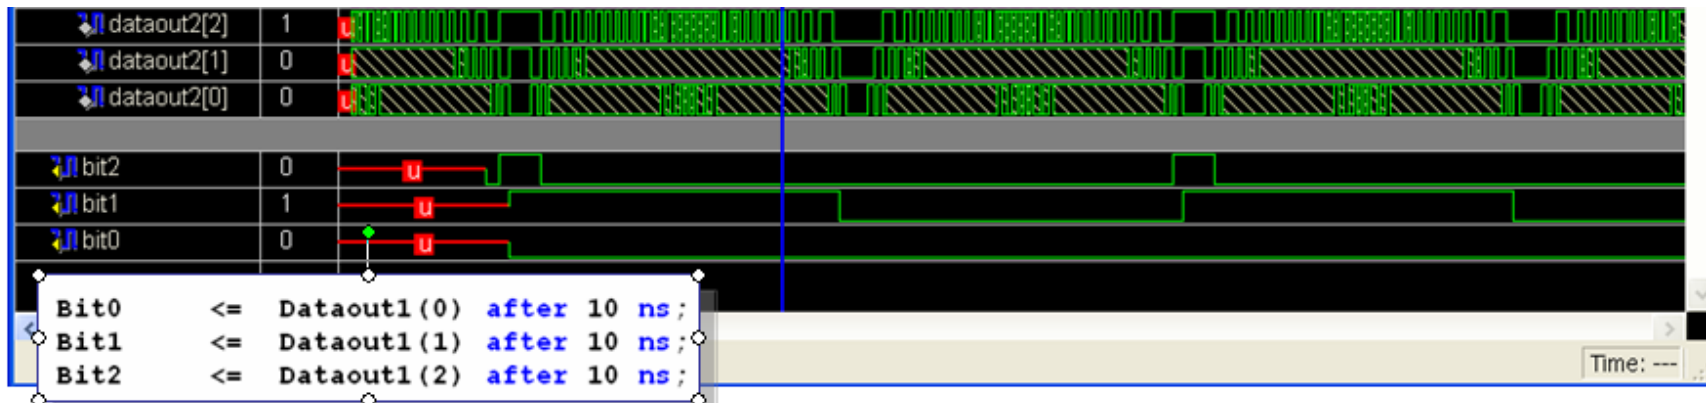 dataout2[2] 1 u
dataout2[1] 0 u
dataout2[0] 0 u
bit2 0 u
bit1 1 u
bit0 0 u
Bit0 <= Dataout1(0) after 10 ns;
Bit1 <= Dataout1(1) after 10 ns;
Bit2 <= Dataout1(2) after 10 ns;
Time: ---